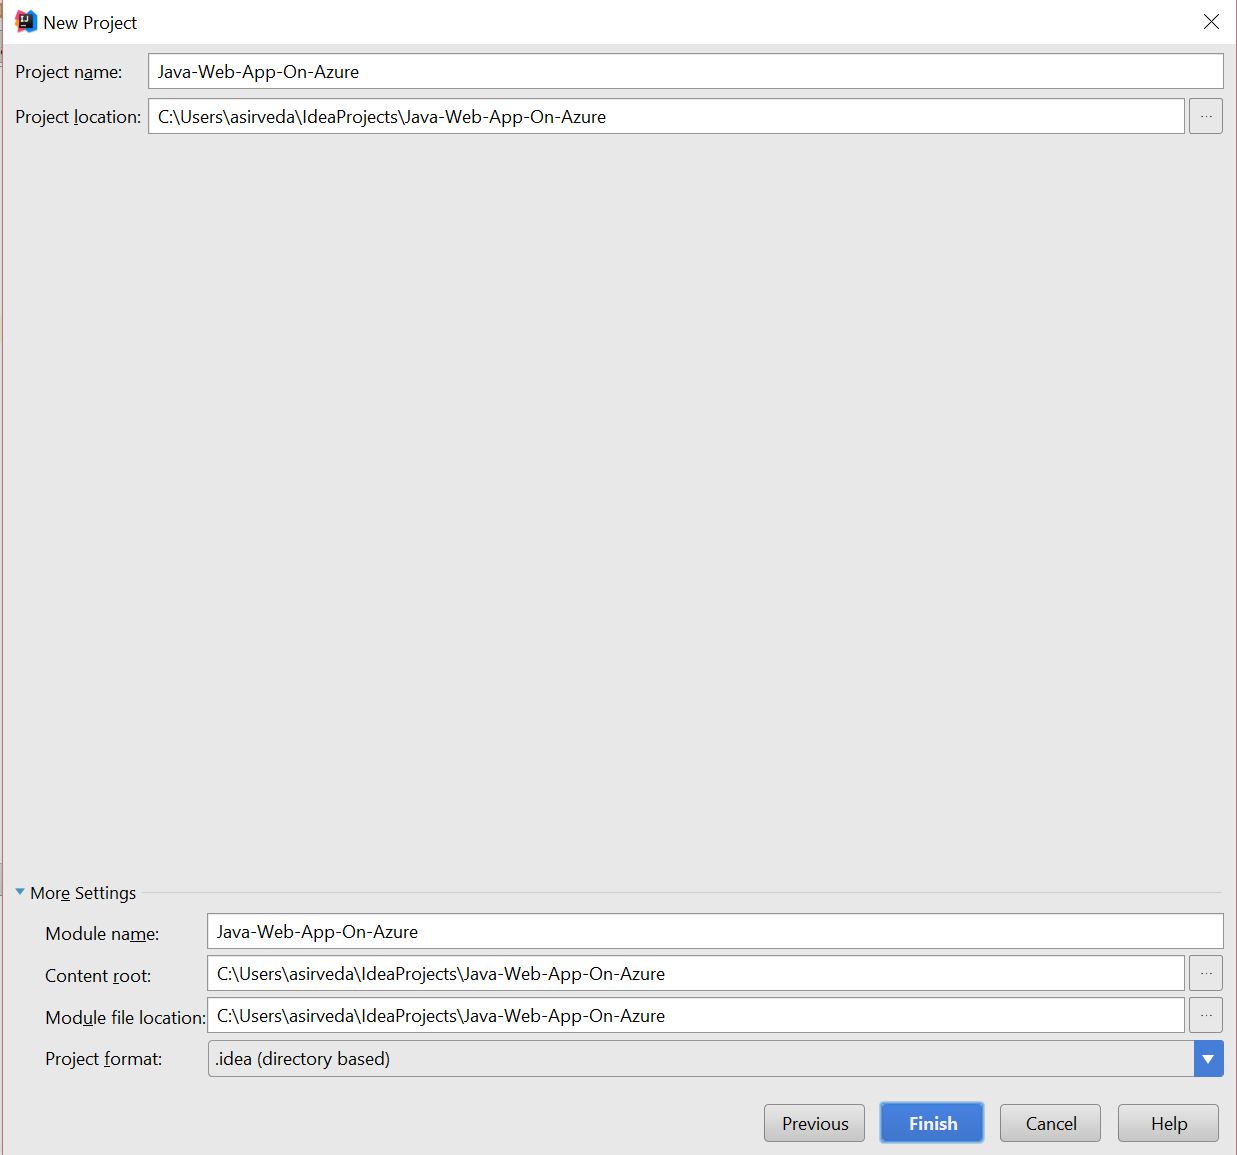 New Project
Project name: Java-Web-App-On-Azure
Project location: C:\Users\asirveda\IdeaProjects\Java-Web-App-On-Azure ...
More Settings
Module name: Java-Web-App-On-Azure
Content root: C:\Users\asirveda\IdeaProjects\Java-Web-App-On-Azure ...
Module file location: C:\Users\asirveda\IdeaProjects\Java-Web-App-On-Azure ...
Project format: .idea (directory based)
Previous Finish Cancel Help